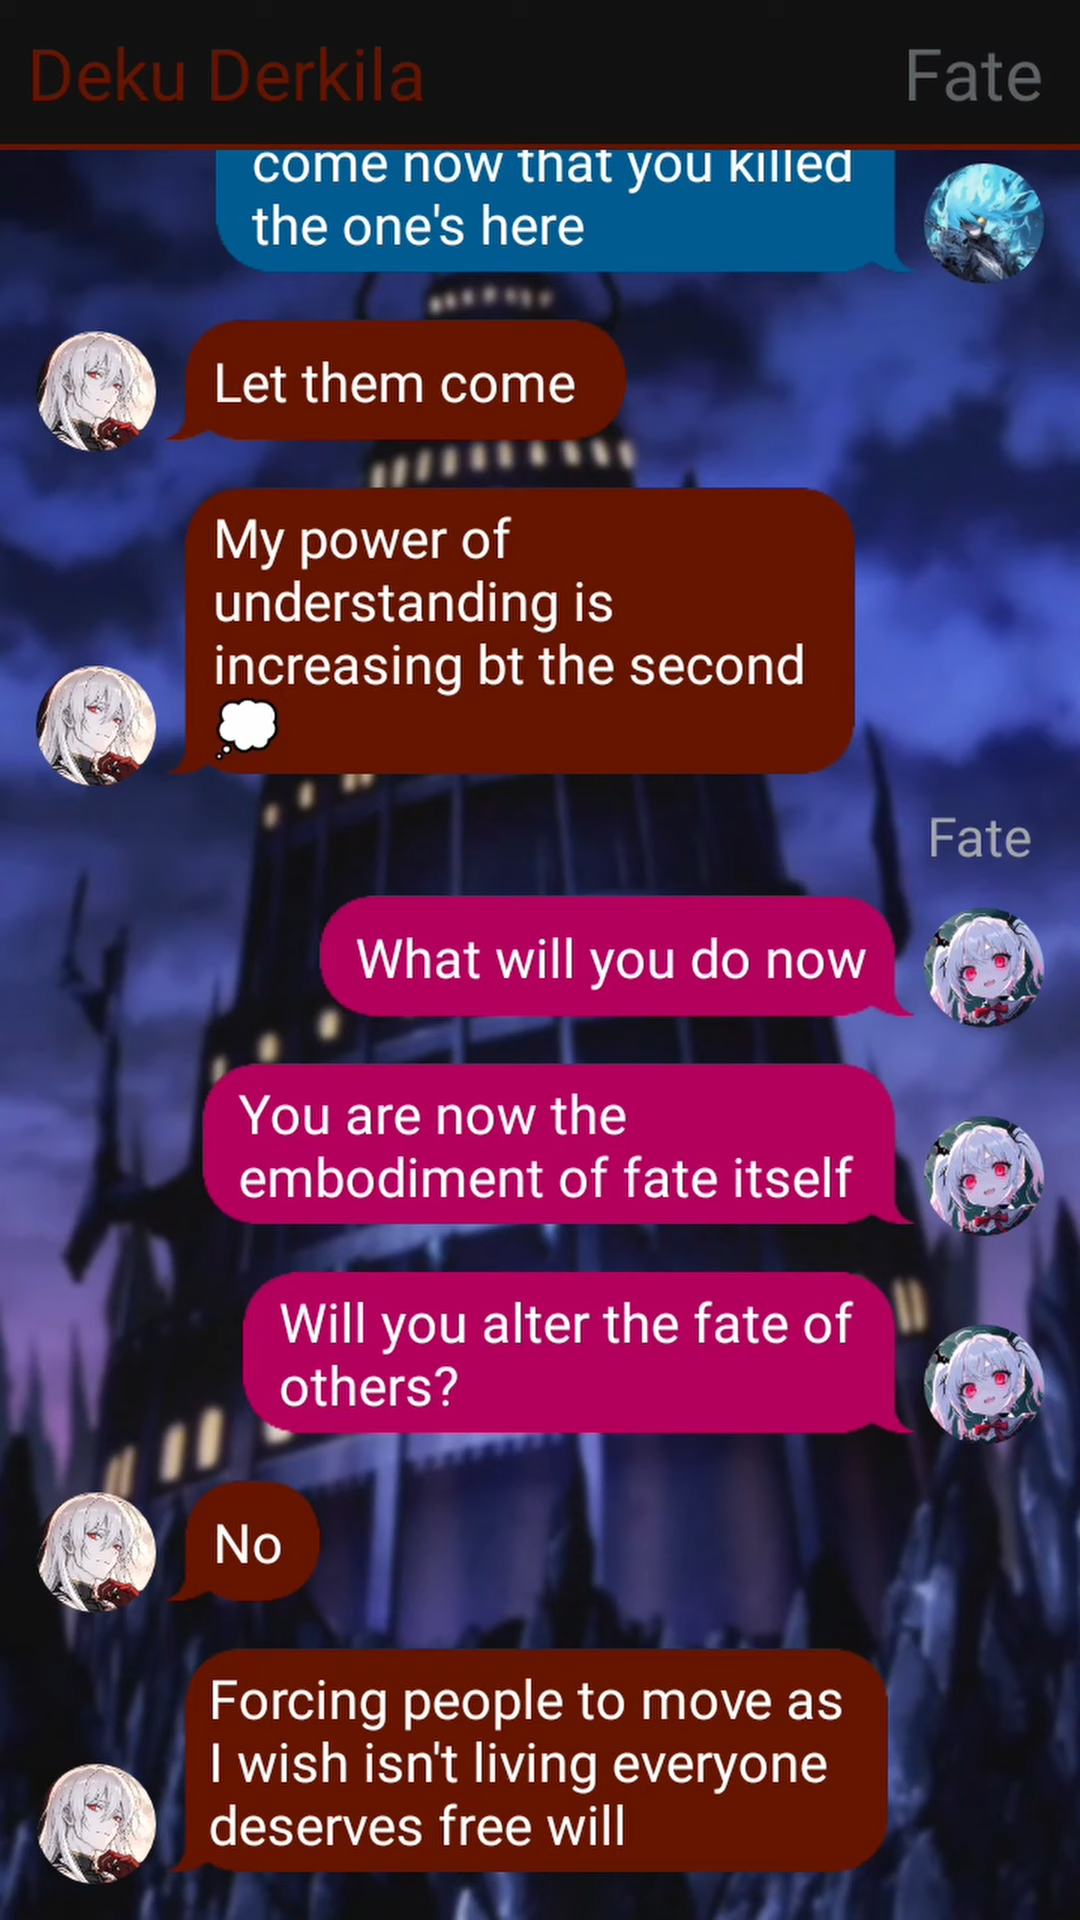 Deku Derkila
Fate
come now that you killed
the one's here
Let them come
My power of
understanding is
increasing bt the second
💭
Fate
What will you do now
You are now the
embodiment of fate itself
Will you alter the fate of
others?
No
Forcing people to move as
I wish isn't living everyone
deserves free will